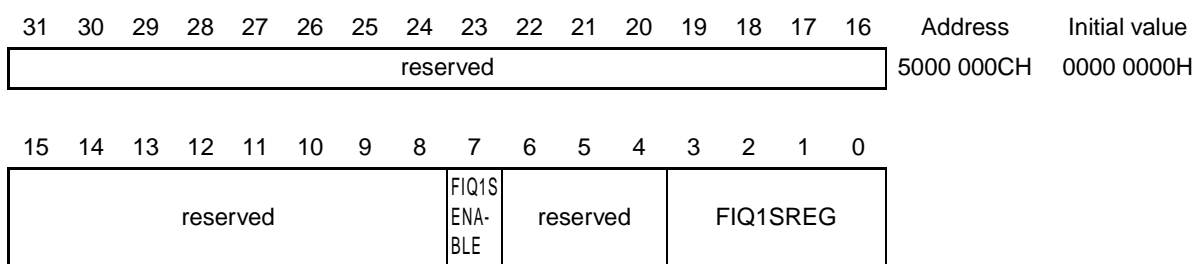 31 30 29 28 27 26 25 24 23 22 21 20 19 18 17 16 Address Initial value
reserved 5000 000CH 0000 0000H
15 14 13 12 11 10 9 8 7 6 5 4 3 2 1 0
reserved FIQ1S ENA- BLE reserved FIQ1SREG